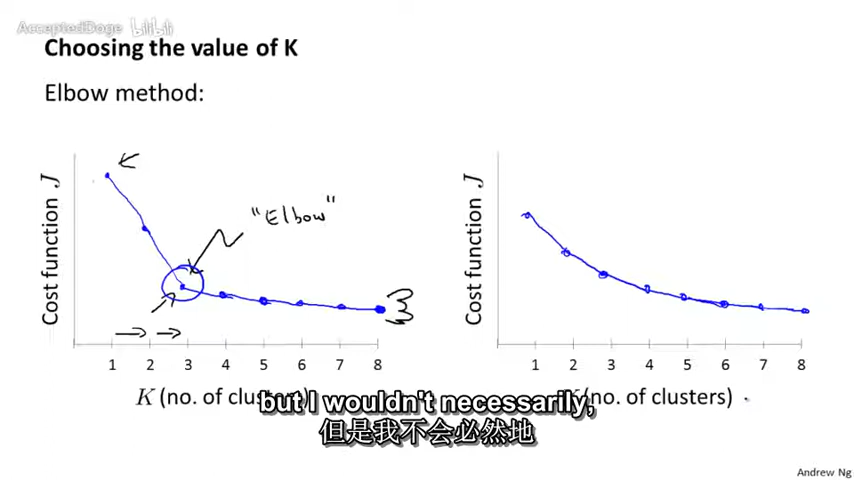 AcceptedDoge bilibili
Choosing the value of K
Elbow method:
Cost function J
"Elbow"
1 2 3 4 5 6 7 8
K (no. of clusters)
Cost function J
1 2 3 4 5 6 7 8
(no. of clusters)
but I wouldn't necessarily,
但是我不会必然地
Andrew Ng